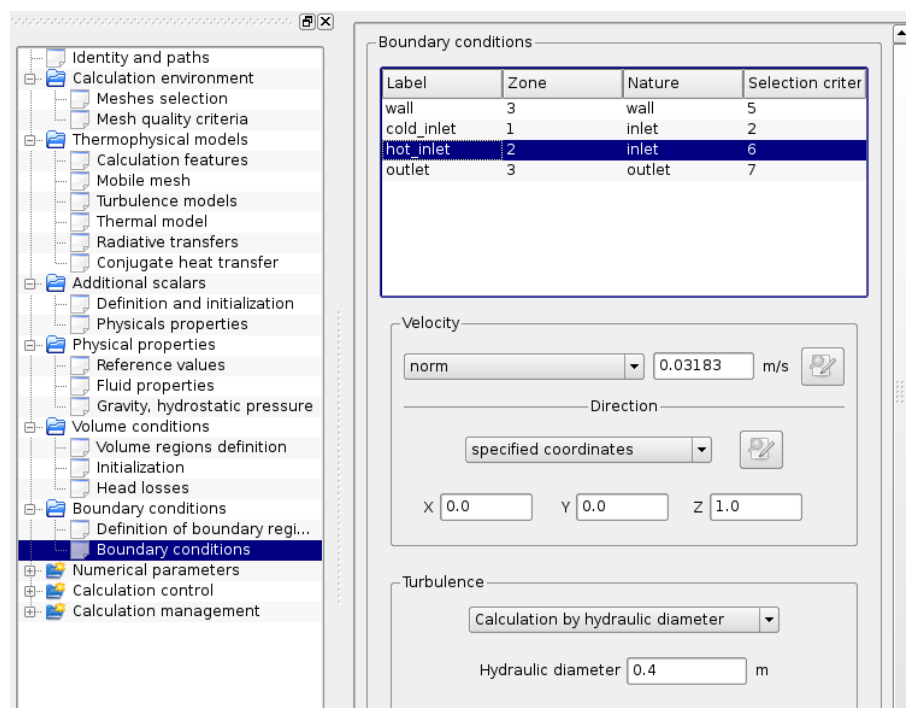 Identity and paths
Calculation environment
Meshes selection
Mesh quality criteria
Thermophysical models
Calculation features
Mobile mesh
Turbulence models
Thermal model
Radiative transfers
Conjugate heat transfer
Additional scalars
Definition and initialization
Physicals properties
Physical properties
Reference values
Fluid properties
Gravity, hydrostatic pressure
Volume conditions
Volume regions definition
Initialization
Head losses
Boundary conditions
Definition of boundary regi...
Boundary conditions
Numerical parameters
Calculation control
Calculation management
Boundary conditions
Label Zone Nature Selection criter
wall 3 wall 5
cold_inlet 1 inlet 2
hot_inlet 2 inlet 6
outlet 3 outlet 7
Velocity
norm 0.03183 m/s
Direction
specified coordinates
X 0.0 Y 0.0 Z 1.0
Turbulence
Calculation by hydraulic diameter
Hydraulic diameter 0.4 m